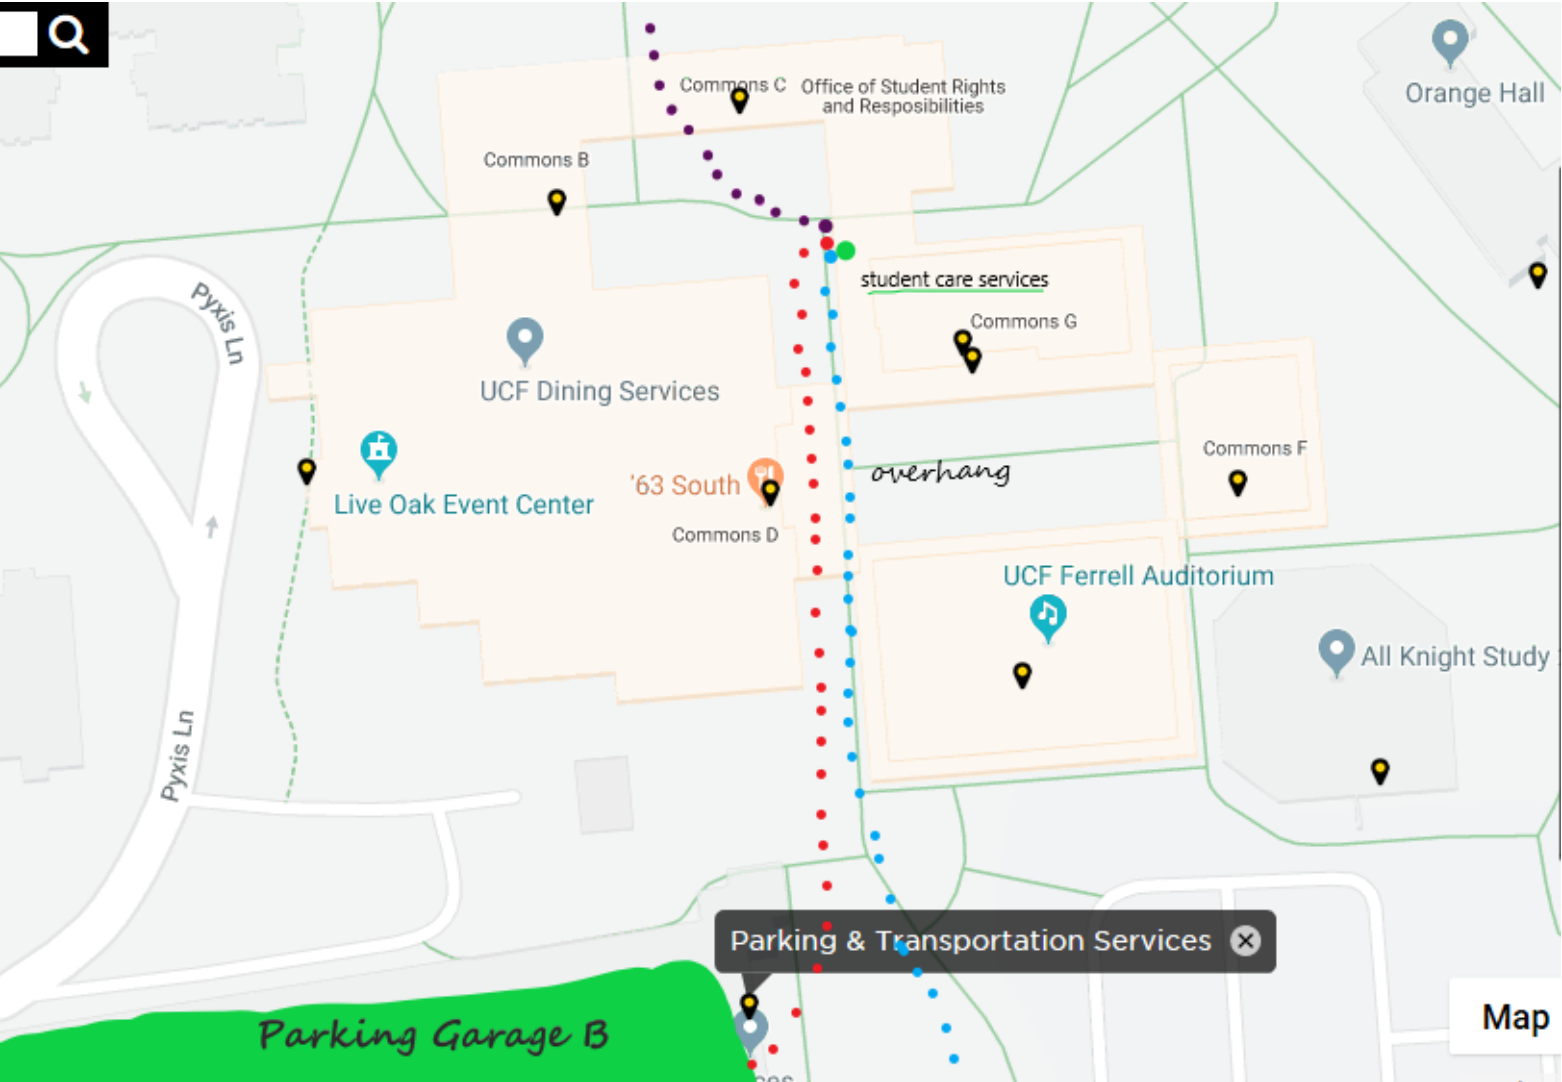 Commons C
Office of Student Rights
and Resposibilities
Orange Hall
Commons B
Pyxis Ln
student care services
Commons G
UCF Dining Services
Commons F
'63 South
overhang
Live Oak Event Center
Commons D
UCF Ferrell Auditorium
All Knight Study
Pyxis Ln
Parking & Transportation Services
Map
Parking Garage B